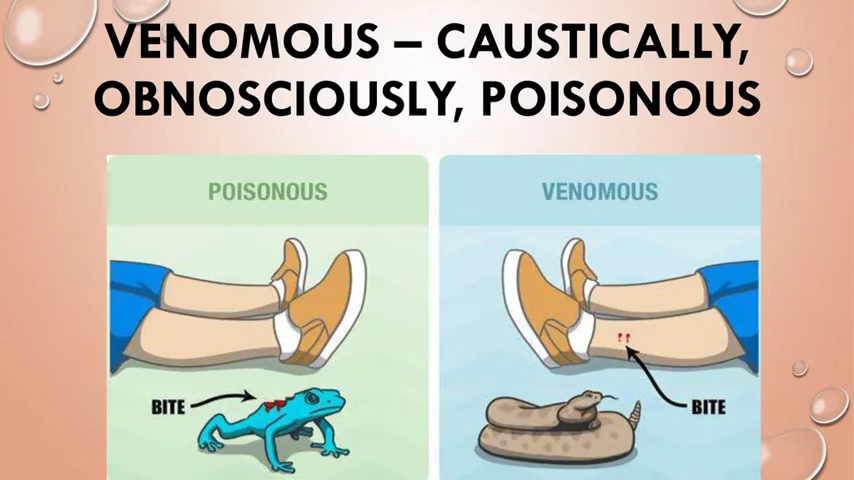 VENOMOUS – CAUSTICALLY,
OBNOSCIOUSLY, POISONOUS
POISONOUS
VENOMOUS
BITE
BITE